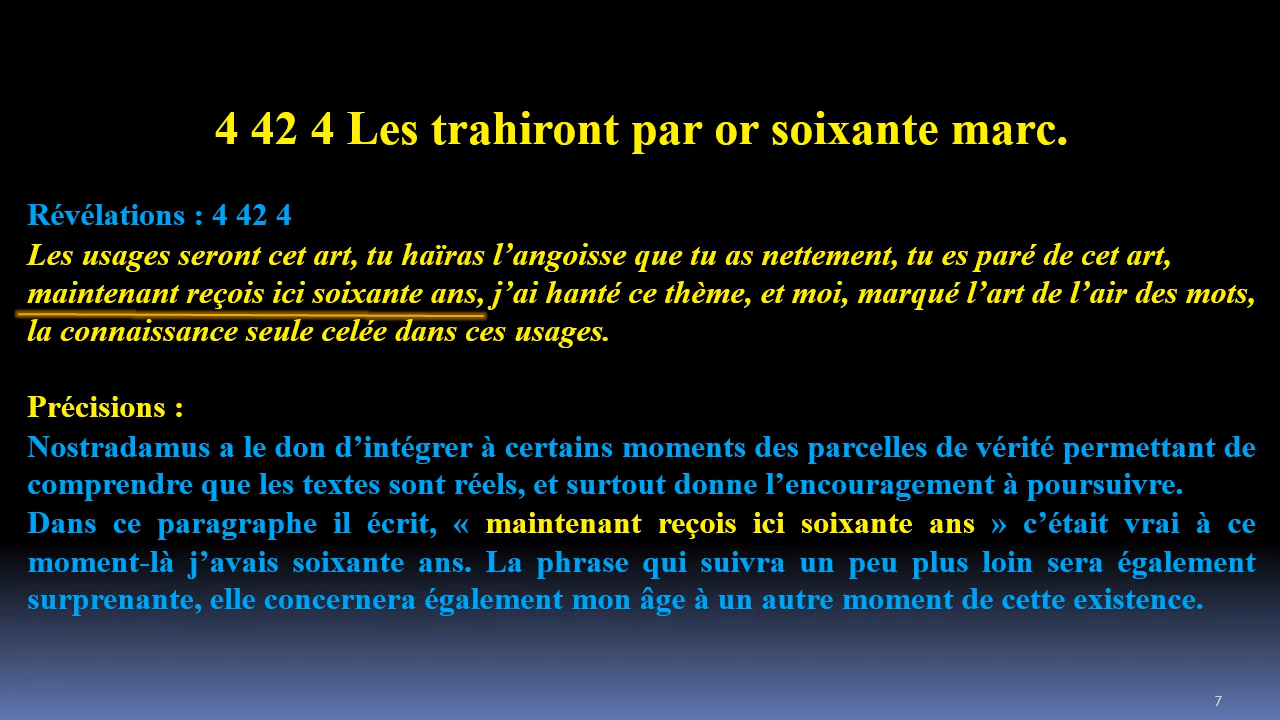 4 42 4 Les trahiront par or soixante marc.
Révélations : 4 42 4
Les usages seront cet art, tu haïras l’angoisse que tu as nettement, tu es paré de cet art,
maintenant reçois ici soixante ans, j’ai hanté ce thème, et moi, marqué l’art de l’air des mots,
la connaissance seule celée dans ces usages.
Précisions :
Nostradamus a le don d’intégrer à certains moments des parcelles de vérité permettant de
comprendre que les textes sont réels, et surtout donne l’encouragement à poursuivre.
Dans ce paragraphe il écrit, « maintenant reçois ici soixante ans » c’était vrai à ce
moment-là j’avais soixante ans. La phrase qui suivra un peu plus loin sera également
surprenante, elle concernera également mon âge à un autre moment de cette existence.
7